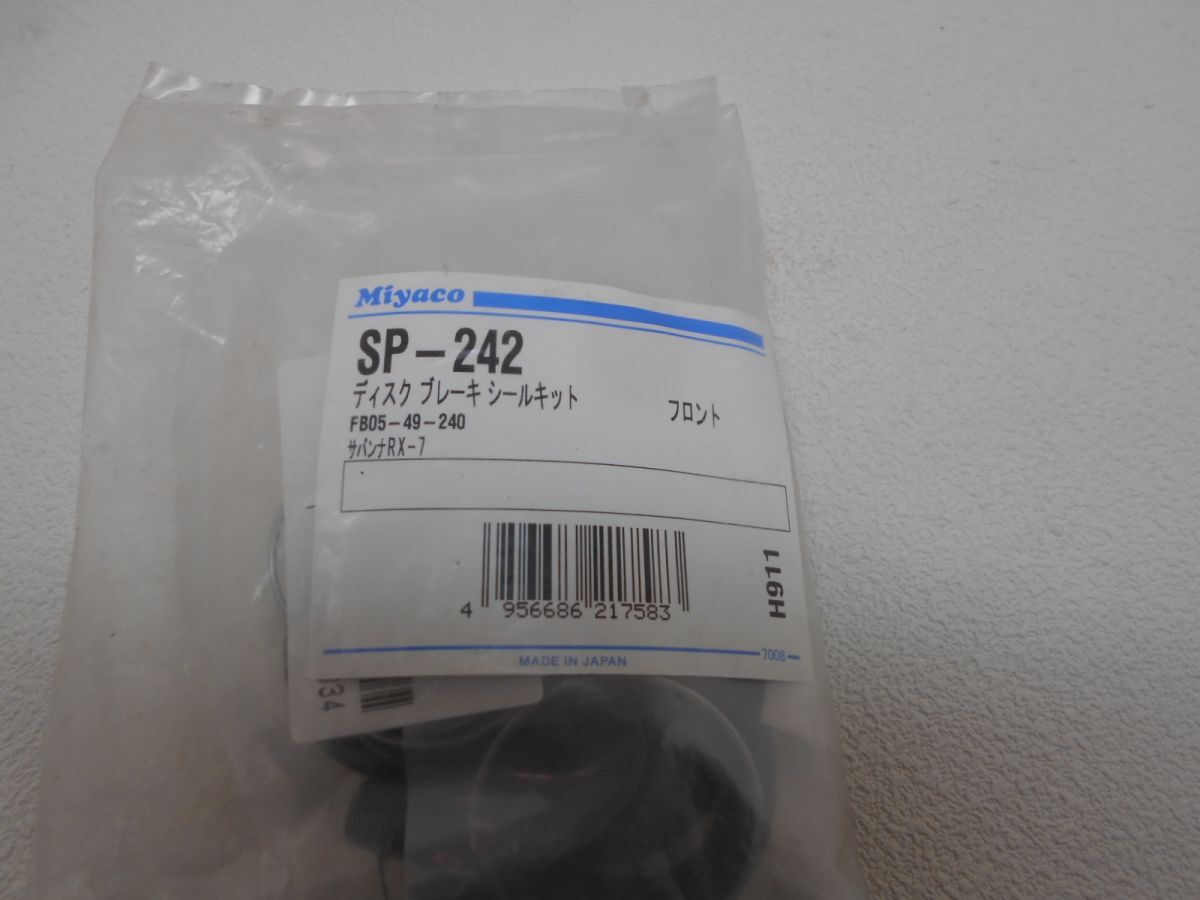 Miyaco
SP-242
ディスク ブレーキ シールキット フロント
FB05-49-240
サバンナRX-7
4 956686 217583
H911
7008
MADE IN JAPAN
034